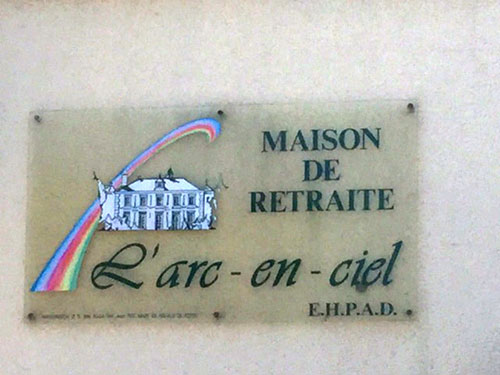 MAISON
DE
RETRAITE
L'arc-en-ciel
E.H.P.A.D.